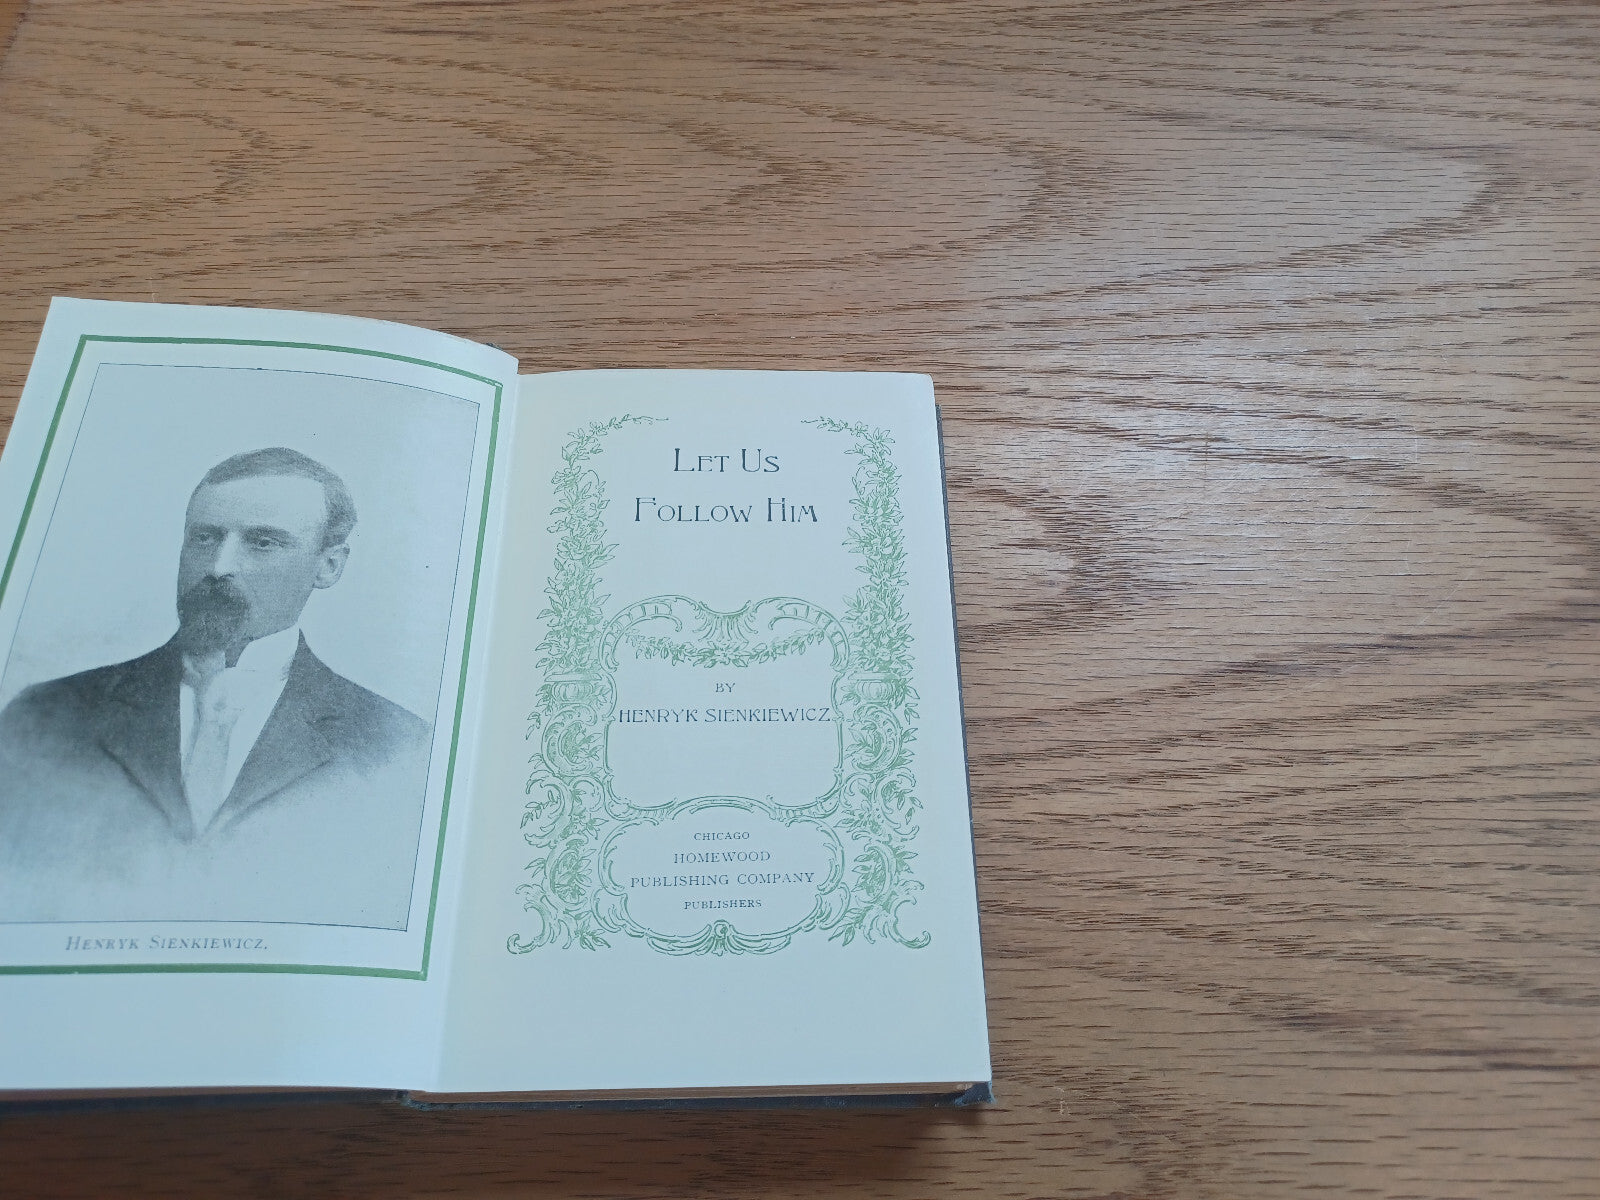 HENRYK SIENKIEWICZ.
LET US
FOLLOW HIM
BY
HENRYK SIENKIEWICZ
CHICAGO
HOMEWOOD
PUBLISHING COMPANY
PUBLISHERS